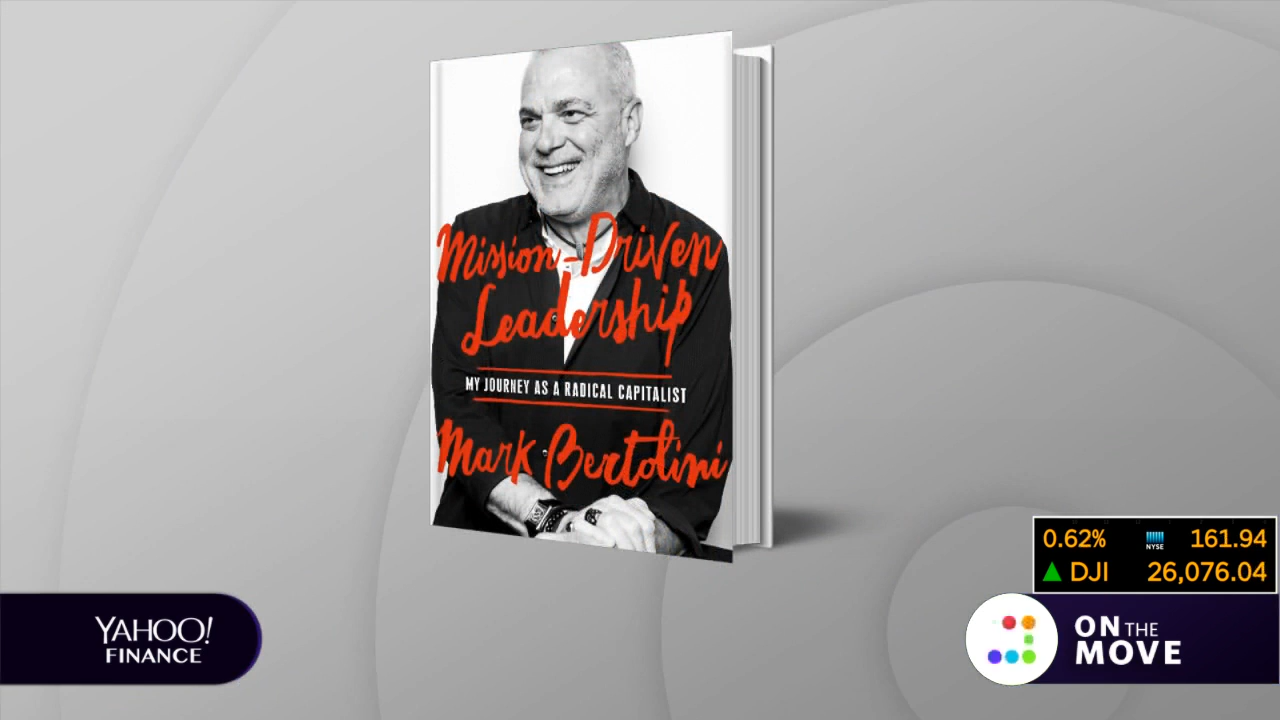 Mission-Driven
Leadership
MY JOURNEY AS A RADICAL CAPITALIST
Mark Bertolini
0.62% NYSE 161.94
DJI 26,076.04
YAHOO!
FINANCE
ON THE
MOVE